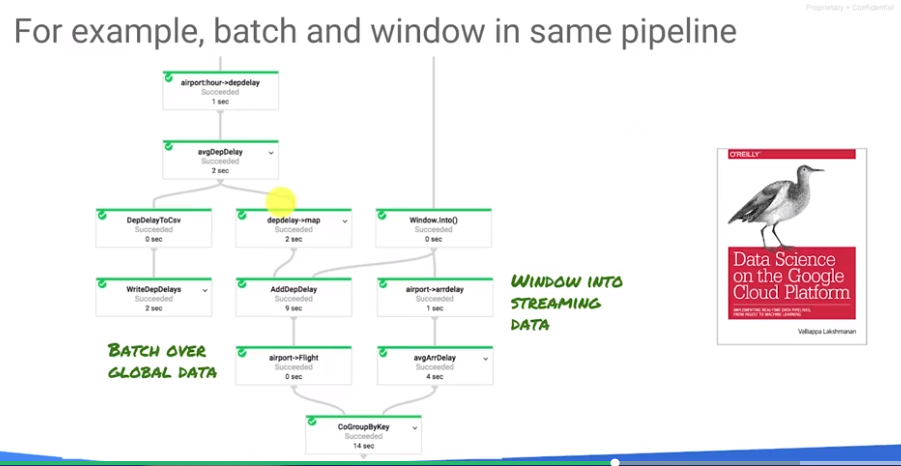 Proprietary + Confidential
For example, batch and window in same pipeline
airport:hour->depdelay
Succeeded
1 sec
avgDepDelay
Succeeded
2 sec
DepDelayToCsv
Succeeded
0 sec
depdelay->map
Succeeded
2 sec
Window.Into()
Succeeded
0 sec
WriteDepDelays
Succeeded
2 sec
AddDepDelay
Succeeded
9 sec
airport->arrdelay
Succeeded
1 sec
airport->Flight
Succeeded
0 sec
avgArrDelay
Succeeded
4 sec
CoGroupByKey
Succeeded
14 sec
BATCH OVER
GLOBAL DATA
WINDOW INTO
STREAMING
DATA
O'REILLY
Data Science
on the Google
Cloud Platform
IMPLEMENTING REAL-TIME DATA PIPELINES,
FROM INGEST TO MACHINE LEARNING
Valliappa Lakshmanan